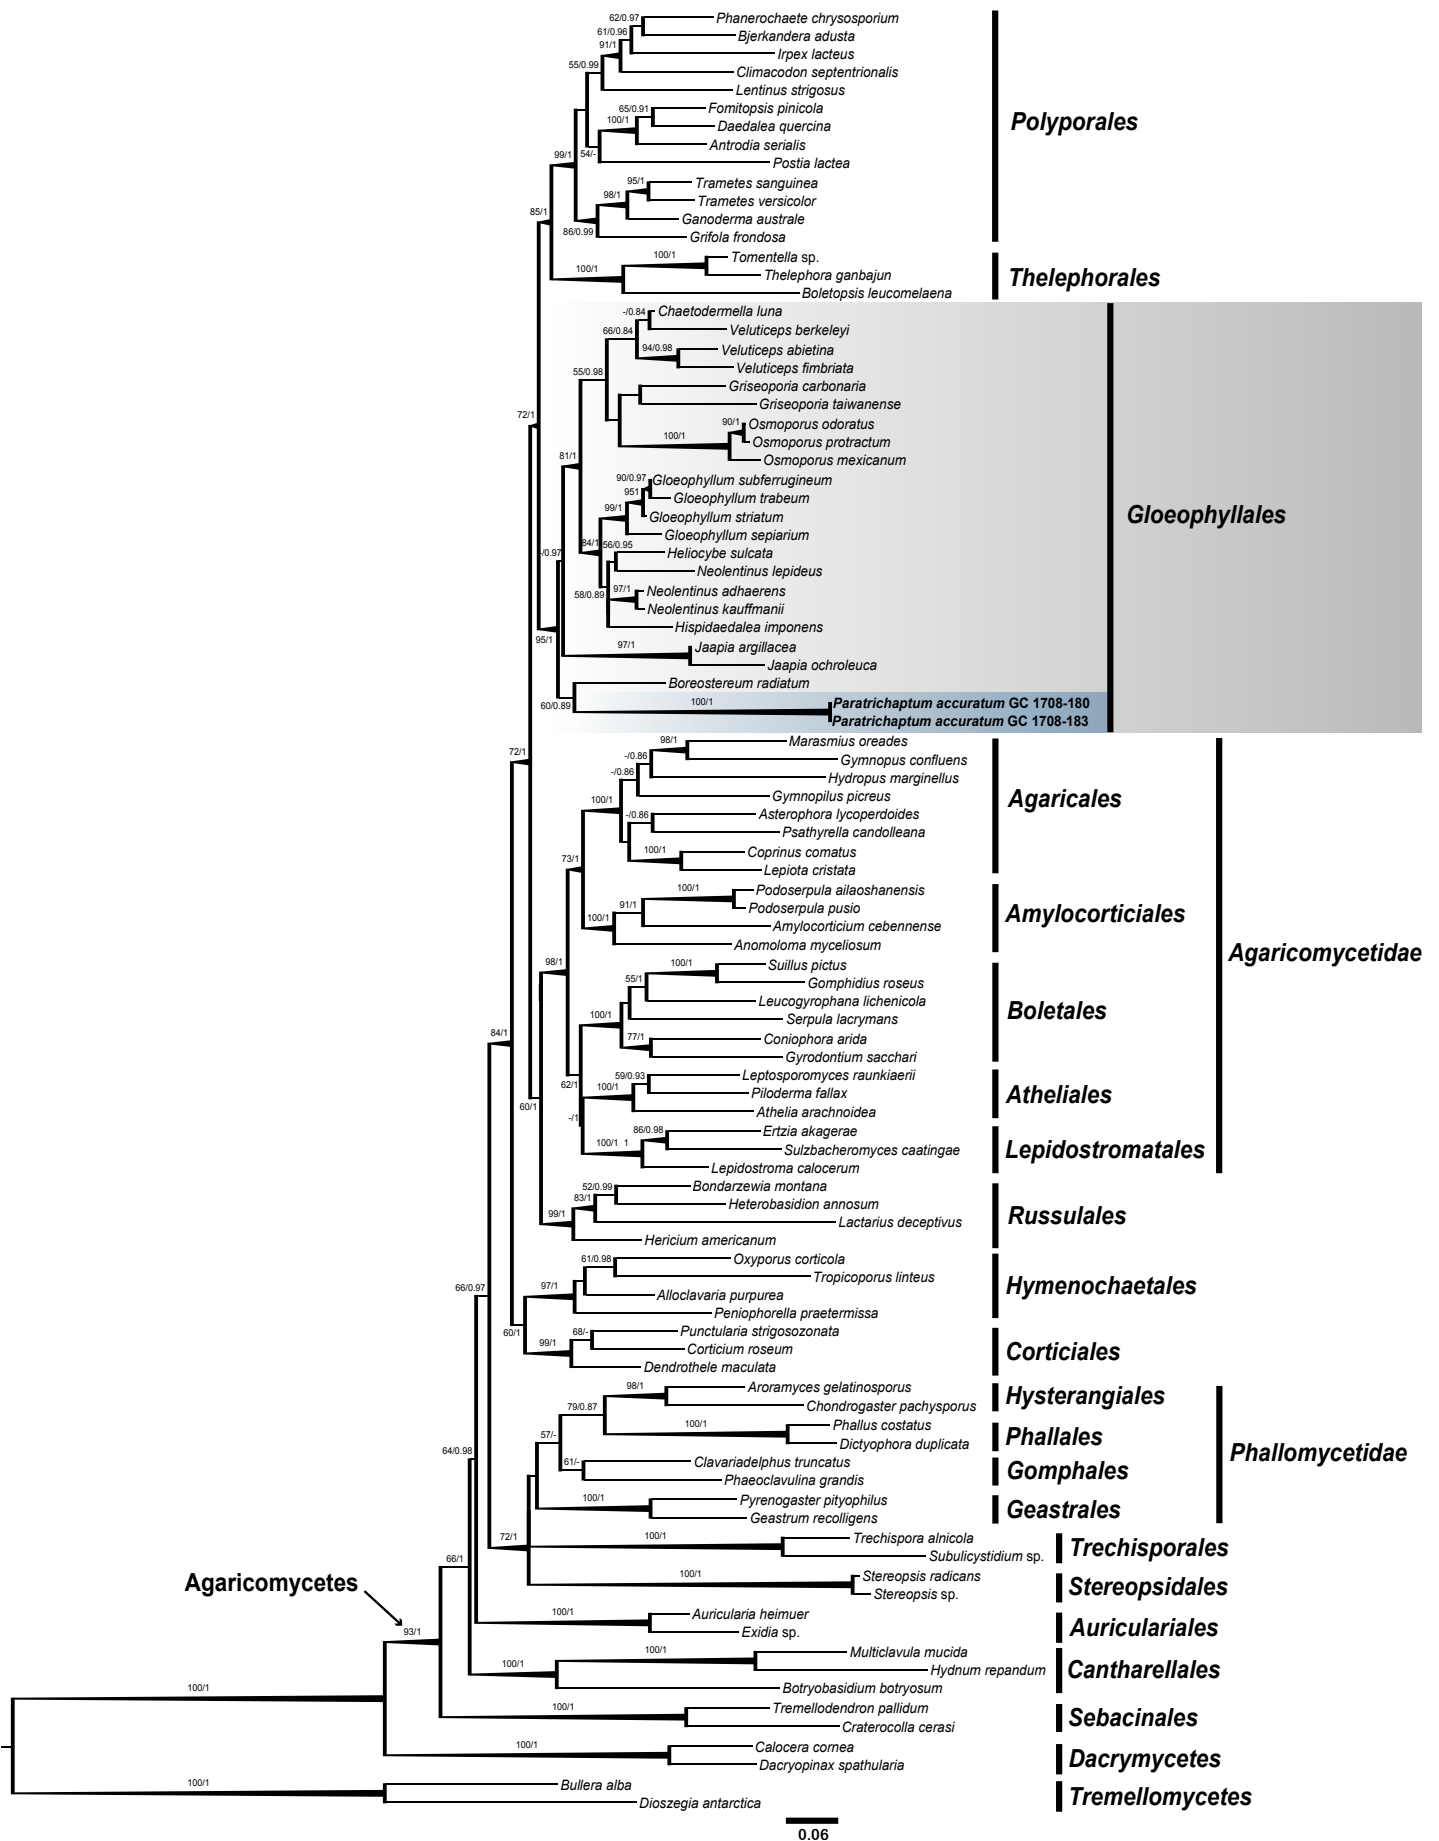 62/0.97
Phanerochaete chrysosporium
61/0.96
Bjerkandera adusta
91/1
Irpex lacteus
55/0.99
Climacodon septentrionalis
Lentinus strigosus
65/0.91
Fomitopsis pinicola
100/1
Daedalea quercina
Polyporales
Antrodia serialis
54/-
99/1
Postia lactea
95/1
Trametes sanguinea
98/1
Trametes versicolor
85/1
Ganoderma australe
86/0.99
Grifola frondosa
100/1
Tomentella sp.
100/1
Thelephora ganbajun
Thelephorales
Boletopsis leucomelaena
-/0.84
Chaetodermella luna
66/0.84
Veluticeps berkeleyi
94/0.98
Veluticeps abietina
55/0.98
Veluticeps fimbriata
Griseoporia carbonaria
Griseoporia taiwanense
72/1
90/1
Osmoporus odoratus
100/1
Osmoporus protractum
81/1
Osmoporus mexicanum
90/0.97
Gloeophyllum subferrugineum
951
Gloeophyllum trabeum
99/1
Gloeophyllum striatum
Gloeophyllales
Gloeophyllum sepiarium
84/1
56/0.95
-/0.97
Heliocybe sulcata
Neolentinus lepideus
97/1
Neolentinus adhaerens
58/0.89
Neolentinus kauffmanii
Hispidaedalea imponens
95/1
97/1
Jaapia argillacea
Jaapia ochroleuca
Boreostereum radiatum
60/0.89
100/1
Paratrichaptum accuratum GC 1708-180
Paratrichaptum accuratum GC 1708-183
98/1
Marasmius oreades
72/1
-/0.86
Gymnopus confluens
-/0.86
Hydropus marginellus
100/1
Gymnopilus picreus
Agaricales
-/0.86
Asterophora lycoperdoides
Psathyrella candolleana
100/1
Coprinus comatus
73/1
Lepiota cristata
100/1
Podoserpula ailaoshanensis
91/1
Podoserpula pusio
Amylocorticiales
100/1
Amylocorticium cebennense
Anomoloma myceliosum
Agaricomycetidae
98/1
100/1
Suillus pictus
55/1
Gomphidius roseus
Leucogyrophana lichenicola
Boletales
100/1
Serpula lacrymans
84/1
77/1
Coniophora arida
Gyrodontium sacchari
59/0.93
Leptosporomyces raunkiaerii
62/1
100/1
Piloderma fallax
Atheliales
60/1
Athelia arachnoidea
-/1
86/0.98
Ertzia akagerae
100/1 1
Sulzbacheromyces caatingae
Lepidostromatales
Lepidostroma calocerum
52/0.99
Bondarzewia montana
83/1
Heterobasidion annosum
99/1
Lactarius deceptivus
Russulales
Hericium americanum
61/0.98
Oxyporus corticola
66/0.97
97/1
Tropicoporus linteus
Hymenochaetales
Alloclavaria purpurea
Peniophorella praetermissa
60/1
68/-
Punctularia strigosozonata
99/1
Corticium roseum
Corticiales
Dendrothele maculata
98/1
Aroramyces gelatinosporus
Hysterangiales
79/0.87
Chondrogaster pachysporus
100/1
Phallus costatus
Phallales
57/-
Dictyophora duplicata
Phallomycetidae
64/0.98
61/-
Clavariadelphus truncatus
Gomphales
Phaeoclavulina grandis
100/1
Pyrenogaster pityophilus
Geastrales
Geastrum recolligens
72/1
100/1
Trechispora alnicola
Trechisporales
Subulicystidium sp.
66/1
100/1
Stereopsis radicans
Stereopsidales
Agaricomycetes
Stereopsis sp.
100/1
Auricularia heimuer
Auriculariales
93/1
Exidia sp.
100/1
Multiclavula mucida
100/1
Hydnum repandum
Cantharellales
100/1
Botryobasidium botryosum
100/1
Tremellodendron pallidum
Sebacinales
Craterocolla cerasi
100/1
Calocera cornea
Dacrymycetes
Dacryopinax spathularia
100/1
Bullera alba
Tremellomycetes
Dioszegia antarctica
0.06